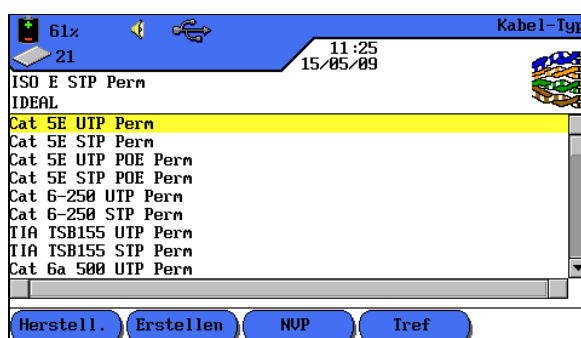 61% Kabel-Typ
21 11:25
15/05/09
ISO E STP Perm
IDEAL
Cat 5E UTP Perm
Cat 5E STP Perm
Cat 5E UTP POE Perm
Cat 5E STP POE Perm
Cat 6-250 UTP Perm
Cat 6-250 STP Perm
TIA TSB155 UTP Perm
TIA TSB155 STP Perm
Cat 6a 500 UTP Perm
Herstell. Erstellen NVP Tref